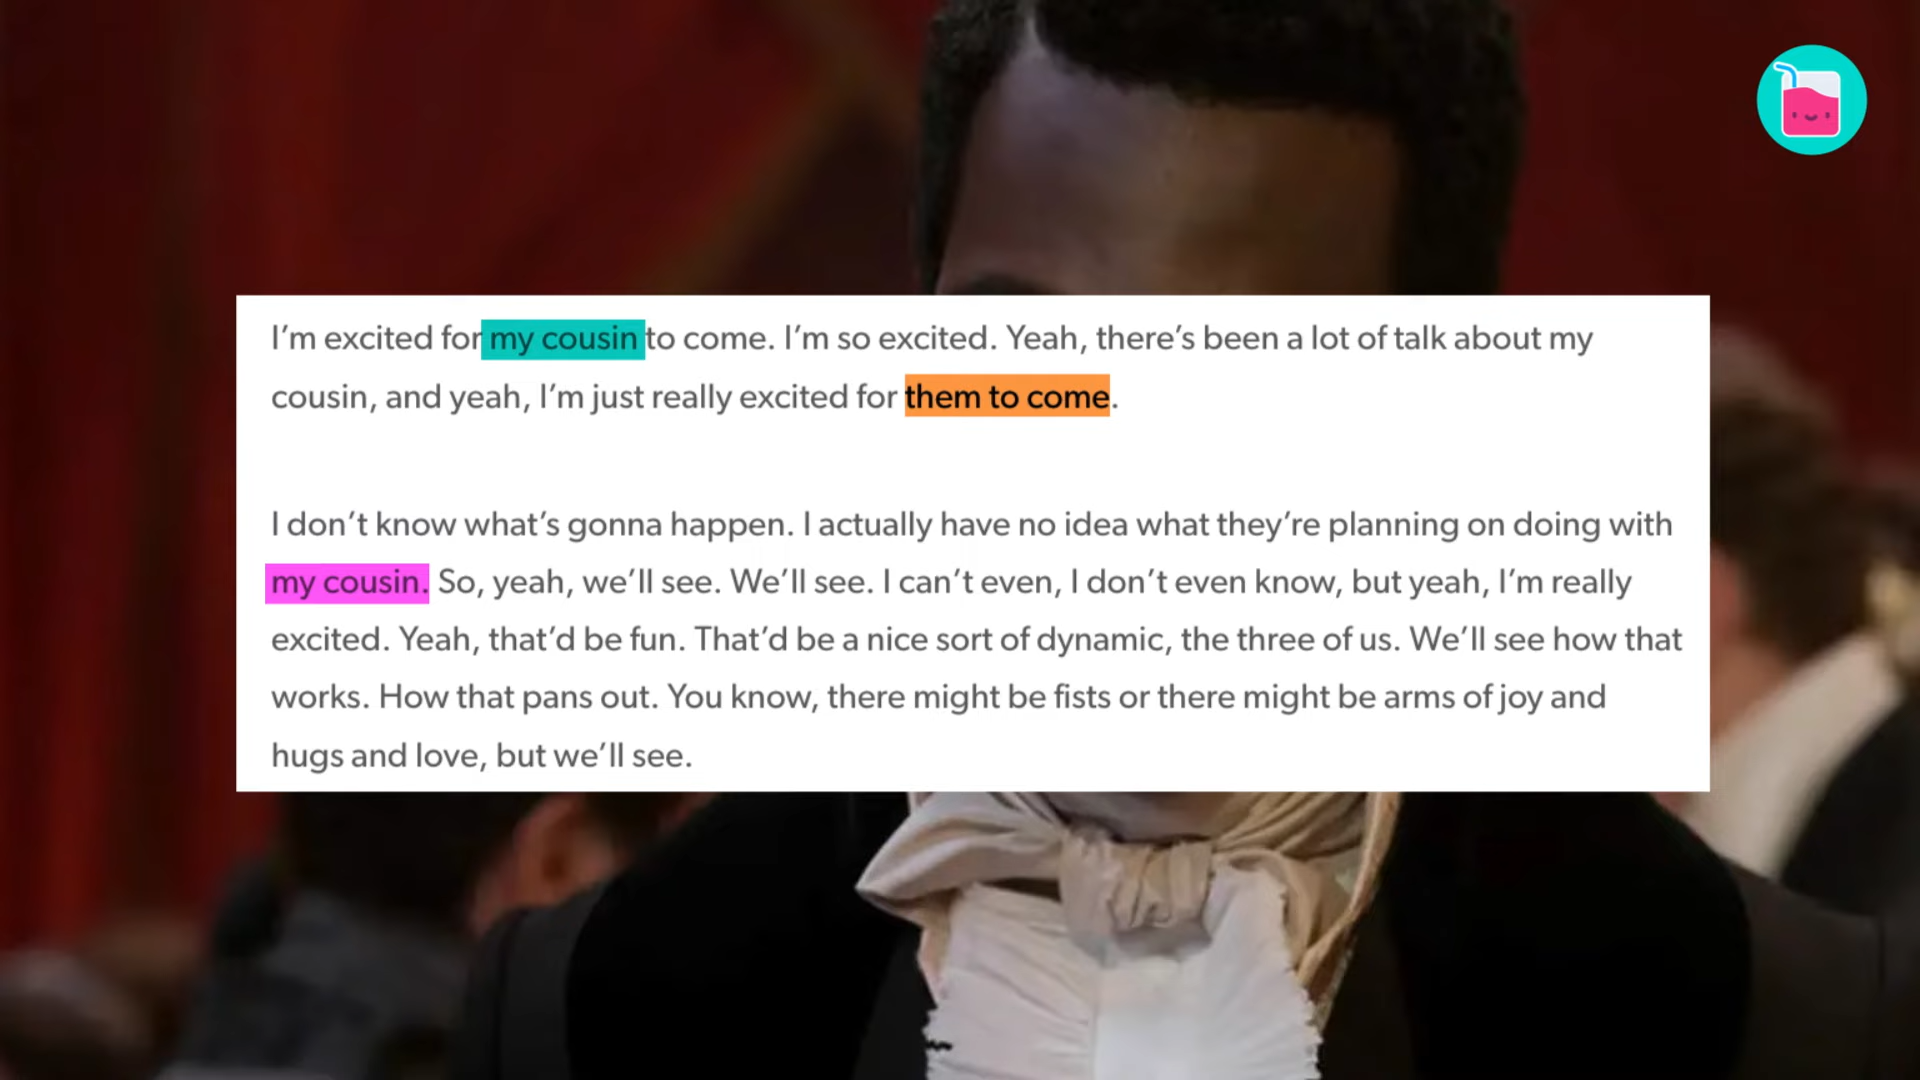 I’m excited for my cousin to come. I’m so excited. Yeah, there’s been a lot of talk about my
cousin, and yeah, I’m just really excited for them to come.
I don’t know what’s gonna happen. I actually have no idea what they’re planning on doing with
my cousin. So, yeah, we’ll see. We’ll see. I can’t even, I don’t even know, but yeah, I’m really
excited. Yeah, that’d be fun. That’d be a nice sort of dynamic, the three of us. We’ll see how that
works. How that pans out. You know, there might be fists or there might be arms of joy and
hugs and love, but we’ll see.